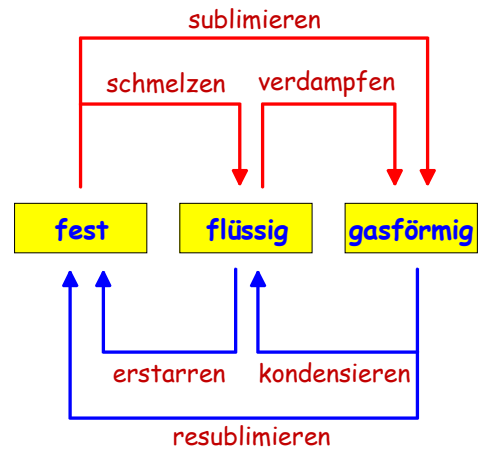 sublimieren
schmelzen verdampfen
fest flüssig gasförmig
erstarren kondensieren
resublimieren